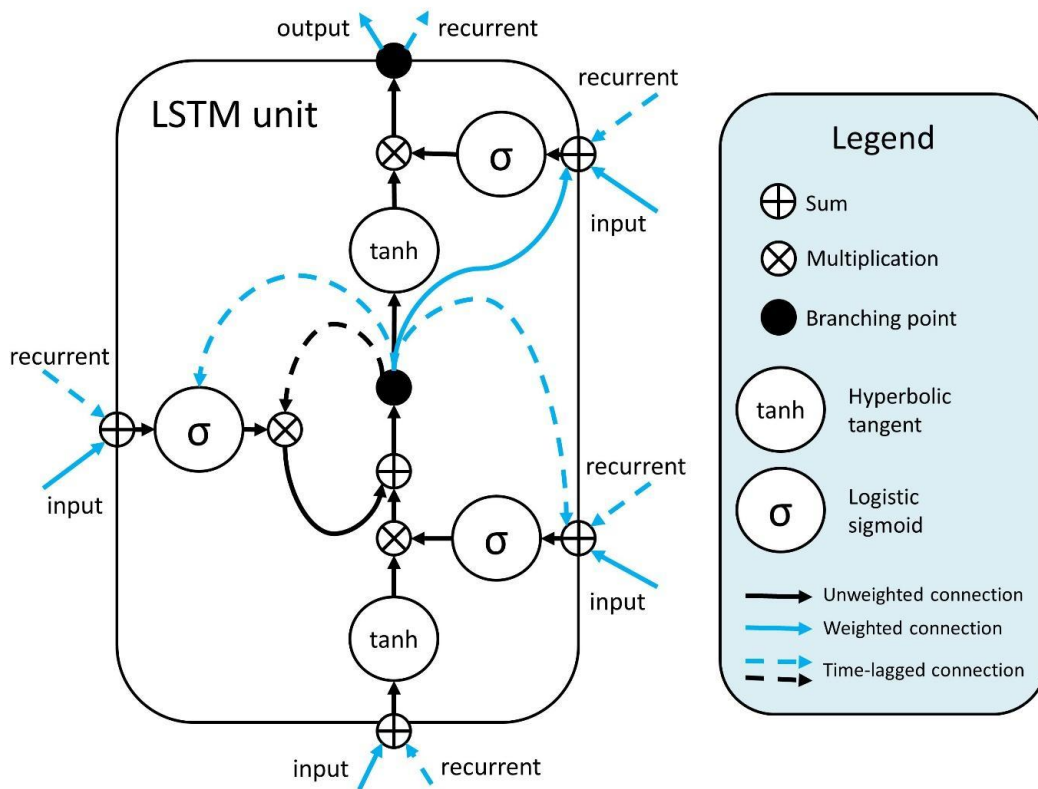 output
recurrent
LSTM unit
recurrent
σ
input
tanh
recurrent
σ
input
recurrent
σ
input
tanh
input
recurrent
Legend
Sum
Multiplication
Branching point
tanh
Hyperbolic
tangent
σ
Logistic
sigmoid
Unweighted connection
Weighted connection
Time-lagged connection